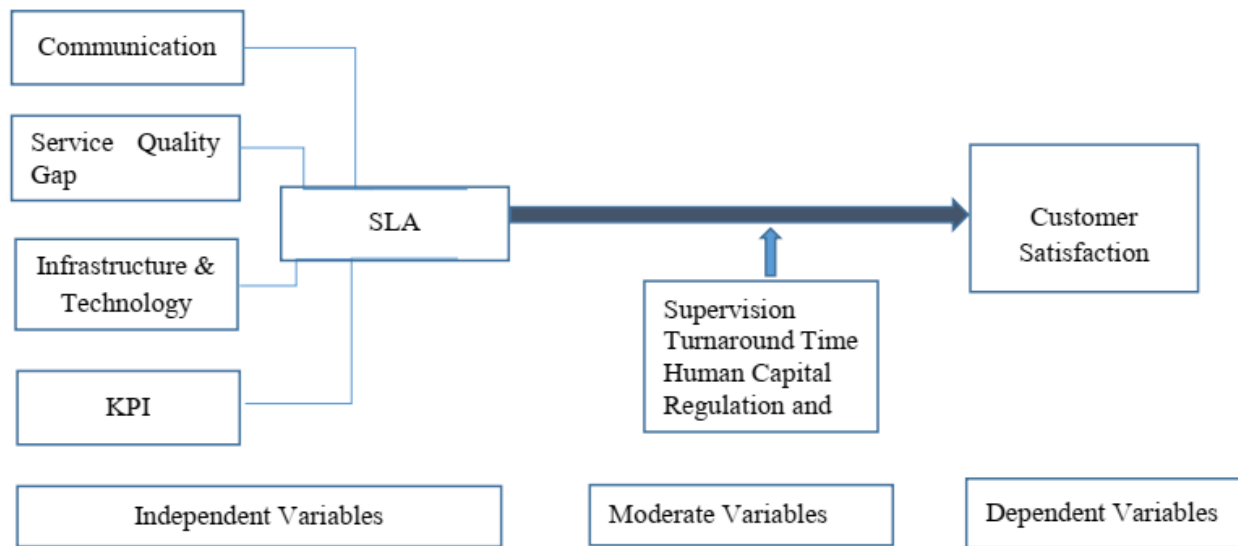 Communication
Service Quality
Gap
Infrastructure &
Technology
KPI
SLA
Supervision
Turnaround Time
Human Capital
Regulation and
Customer
Satisfaction
Independent Variables
Moderate Variables
Dependent Variables